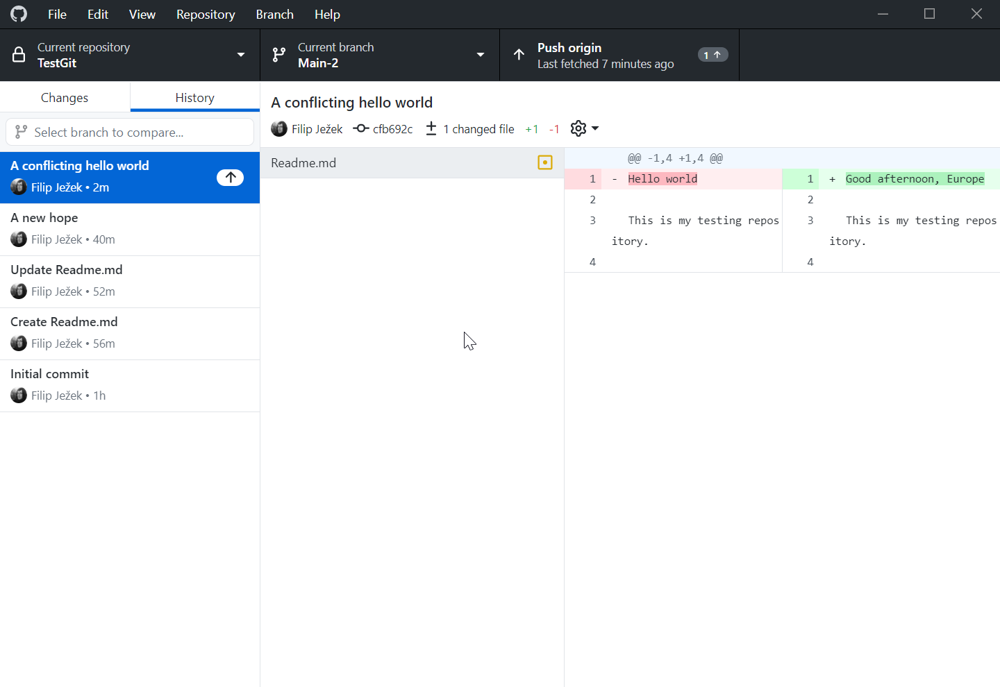 File Edit View Repository Branch Help
Current repository
TestGit
Current branch
Main-2
Push origin
Last fetched 7 minutes ago
1
Changes
History
Select branch to compare...
A conflicting hello world
Filip Ježek • 2m
A new hope
Filip Ježek • 40m
Update Readme.md
Filip Ježek • 52m
Create Readme.md
Filip Ježek • 56m
Initial commit
Filip Ježek • 1h
A conflicting hello world
Filip Ježek cfb692c 1 changed file +1 -1
Readme.md
@@ -1,4 +1,4 @@
1 - Hello world
2
3 This is my testing repos
itory.
4
1 + Good afternoon, Europe
2
3 This is my testing repos
itory.
4